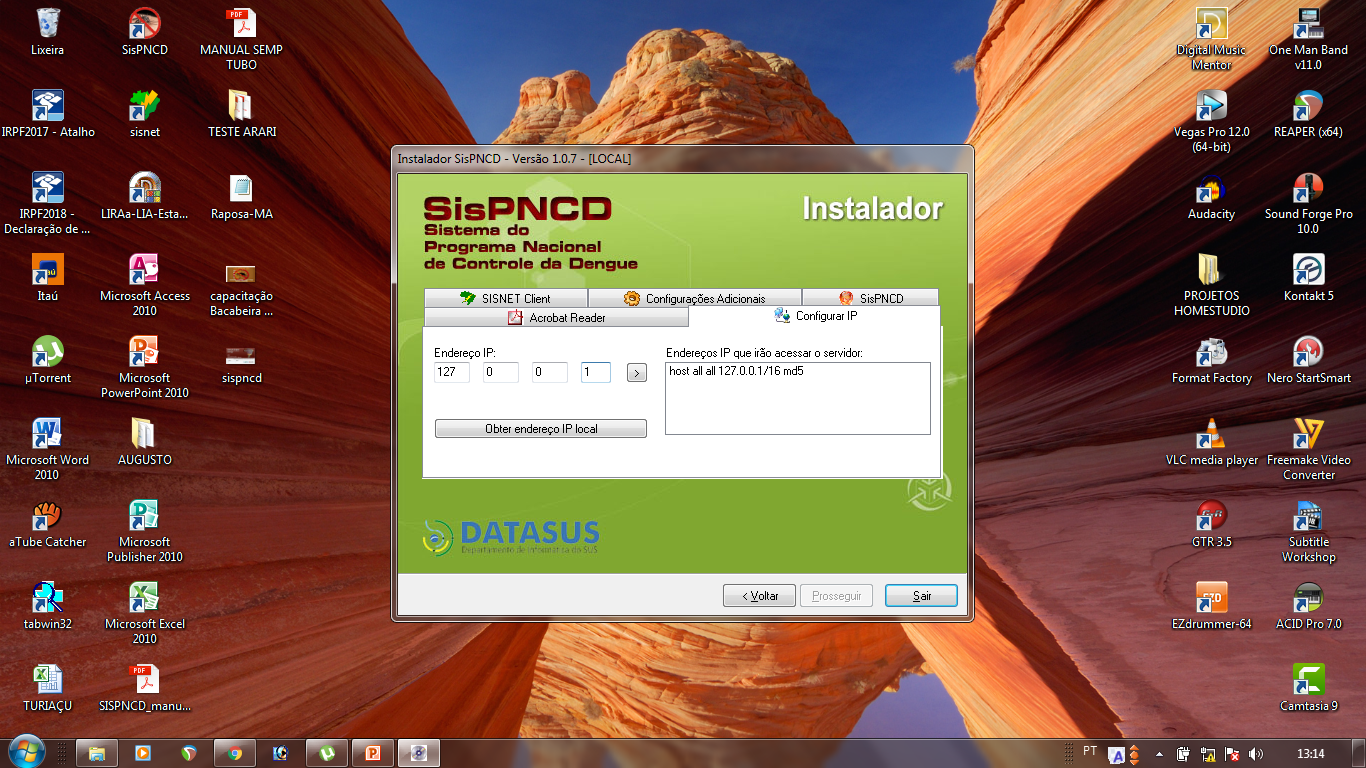 Lixeira
SisPNCD
MANUAL SEMP
TUBO
IRPF2017 - Atalho
sisnet
TESTE ARARI
IRPF2018 -
Declaração de ...
LIRAa-LIA-Esta...
Raposa-MA
Itaú
Microsoft Access
2010
capacitação
Bacabeira ...
µTorrent
Microsoft
PowerPoint 2010
sispncd
Microsoft Word
2010
AUGUSTO
aTube Catcher
Microsoft
Publisher 2010
tabwin32
Microsoft Excel
2010
TURIAÇU
SISPNCD_manu...
Instalador SisPNCD - Versão 1.0.7 - [LOCAL]
SisPNCD
Sistema do
Programa Nacional
de Controle da Dengue
Instalador
SISNET Client
Configurações Adicionais
SisPNCD
Acrobat Reader
Configurar IP
Endereço IP:
127 0 0 1 >
Obter endereço IP local
Endereços IP que irão acessar o servidor:
host all all 127.0.0.1/16 md5
DATASUS
Departamento de Informática do SUS
< Voltar
Prosseguir
Sair
Digital Music
Mentor
One Man Band
v11.0
Vegas Pro 12.0
(64-bit)
REAPER (x64)
Audacity
Sound Forge Pro
10.0
PROJETOS
HOMESTUDIO
Kontakt 5
Format Factory
Nero StartSmart
VLC media player
Freemake Video
Converter
GTR 3.5
Subtitle
Workshop
EZdrummer-64
ACID Pro 7.0
Camtasia 9
PT
13:14